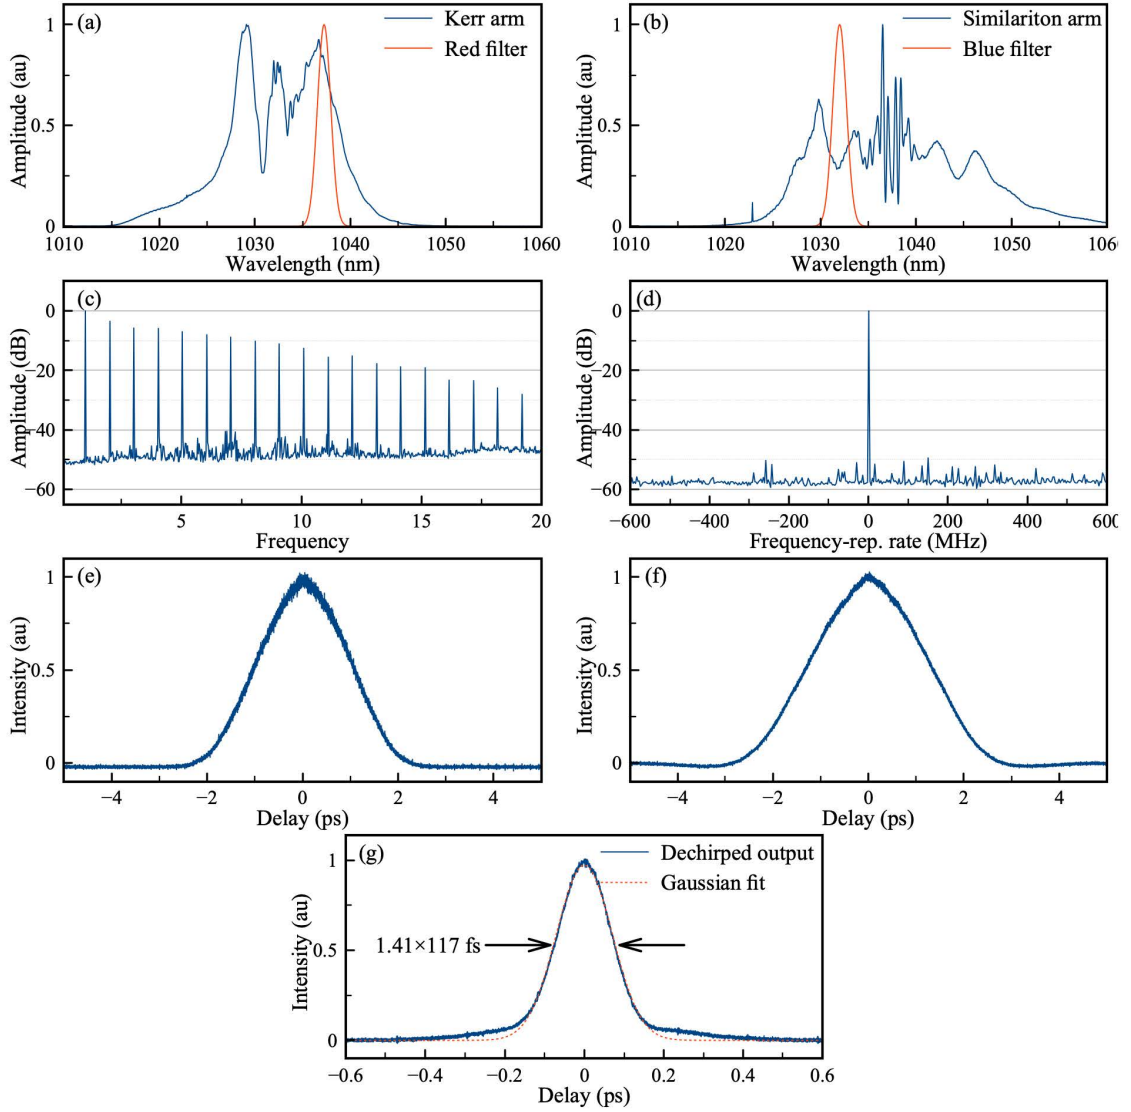 (a)
Kerr arm
Red filter
Amplitude (au)
1
0.5
0
1010 1020 1030 1040 1050 1060
Wavelength (nm)
(b)
Similariton arm
Blue filter
Amplitude (au)
1
0.5
0
1010 1020 1030 1040 1050 106
Wavelength (nm)
(c)
Amplitude (dB)
0
−20
−40
−60
5 10 15 20
Frequency
(d)
Amplitude (dB)
0
−20
−40
−60
−600 −400 −200 0 200 400 600
Frequency-rep. rate (MHz)
(e)
Intensity (au)
1
0.5
0
−4 −2 0 2 4
Delay (ps)
(f)
Intensity (au)
1
0.5
0
−4 −2 0 2 4
Delay (ps)
(g)
Dechirped output
Gaussian fit
1.41×117 fs
Intensity (au)
1
0.5
0
−0.6 −0.4 −0.2 0 0.2 0.4 0.6
Delay (ps)